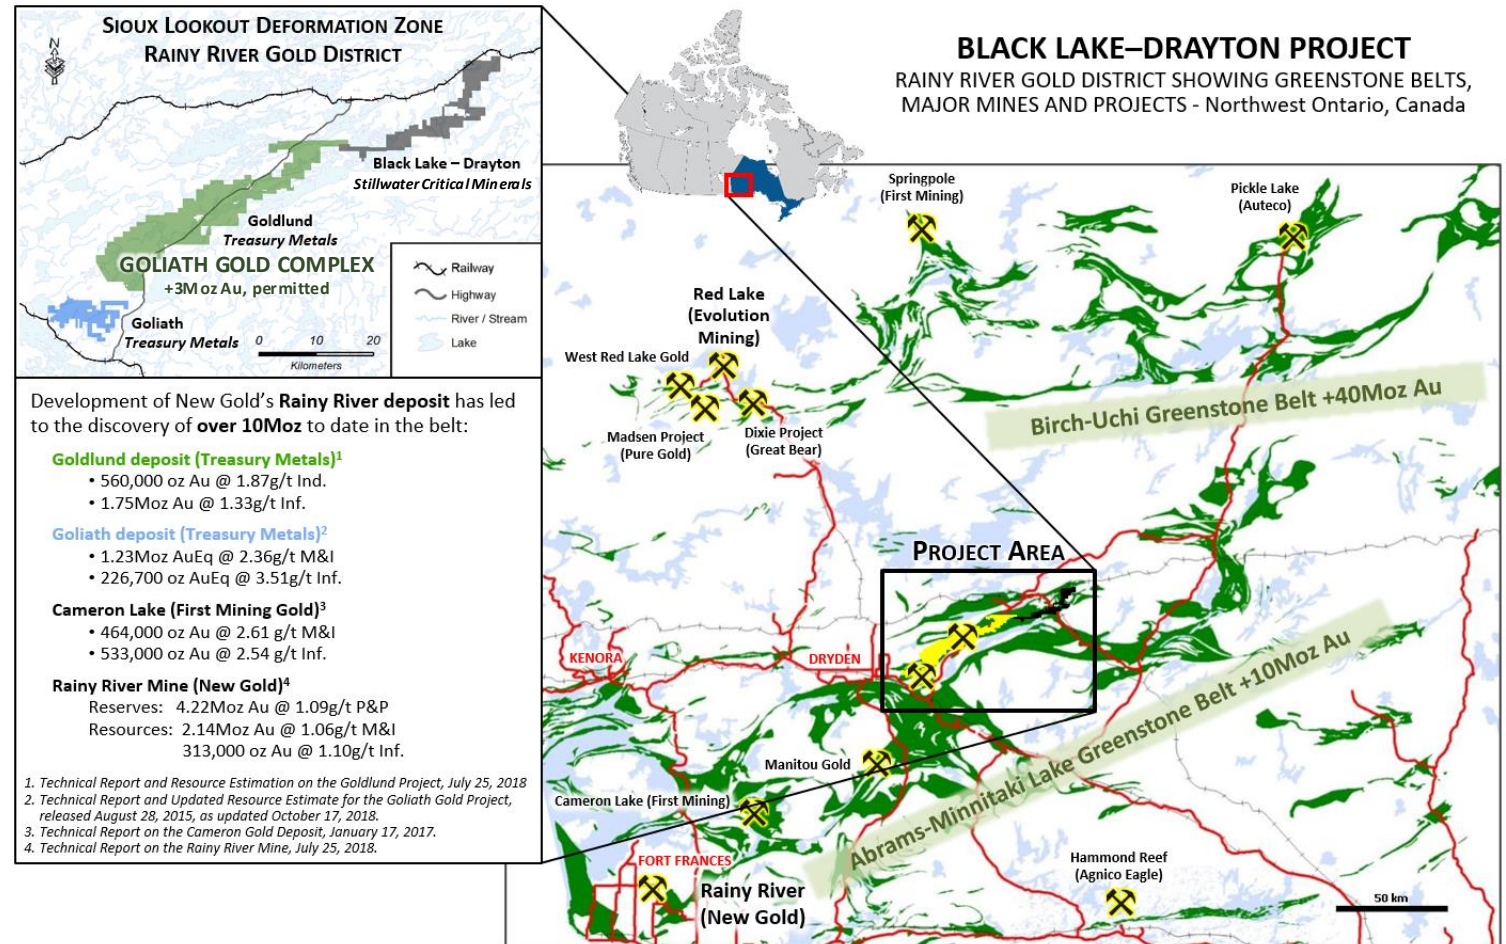 SIOUX LOOKOUT DEFORMATION ZONE
RAINY RIVER GOLD DISTRICT
N
Black Lake – Drayton
Stillwater Critical Minerals
Goldlund
Treasury Metals
GOLIATH GOLD COMPLEX
+3Moz Au, permitted
Goliath
Treasury Metals
0 10 20
Kilometers
Railway
Highway
River / Stream
Lake
Development of New Gold's Rainy River deposit has led
to the discovery of over 10Moz to date in the belt:
Goldlund deposit (Treasury Metals)1
• 560,000 oz Au @ 1.87g/t Ind.
• 1.75Moz Au @ 1.33g/t Inf.
Goliath deposit (Treasury Metals)2
• 1.23Moz AuEq @ 2.36g/t M&I
• 226,700 oz AuEq @ 3.51g/t Inf.
Cameron Lake (First Mining Gold)3
• 464,000 oz Au @ 2.61 g/t M&I
• 533,000 oz Au @ 2.54 g/t Inf.
Rainy River Mine (New Gold)4
Reserves: 4.22Moz Au @ 1.09g/t P&P
Resources: 2.14Moz Au @ 1.06g/t M&I
313,000 oz Au @ 1.10g/t Inf.
1. Technical Report and Resource Estimation on the Goldlund Project, July 25, 2018
2. Technical Report and Updated Resource Estimate for the Goliath Gold Project,
released August 28, 2015, as updated October 17, 2018.
3. Technical Report on the Cameron Gold Deposit, January 17, 2017.
4. Technical Report on the Rainy River Mine, July 25, 2018.
BLACK LAKE–DRAYTON PROJECT
RAINY RIVER GOLD DISTRICT SHOWING GREENSTONE BELTS,
MAJOR MINES AND PROJECTS - Northwest Ontario, Canada
Springpole
(First Mining)
Pickle Lake
(Auteco)
Red Lake
(Evolution
Mining)
West Red Lake Gold
Madsen Project
(Pure Gold)
Dixie Project
(Great Bear)
Birch-Uchi Greenstone Belt +40Moz Au
PROJECT AREA
KENORA
DRYDEN
Abrams-Minnitaki Lake Greenstone Belt +10Moz Au
Manitou Gold
Cameron Lake (First Mining)
FORT FRANCES
Rainy River
(New Gold)
Hammond Reef
(Agnico Eagle)
50 km